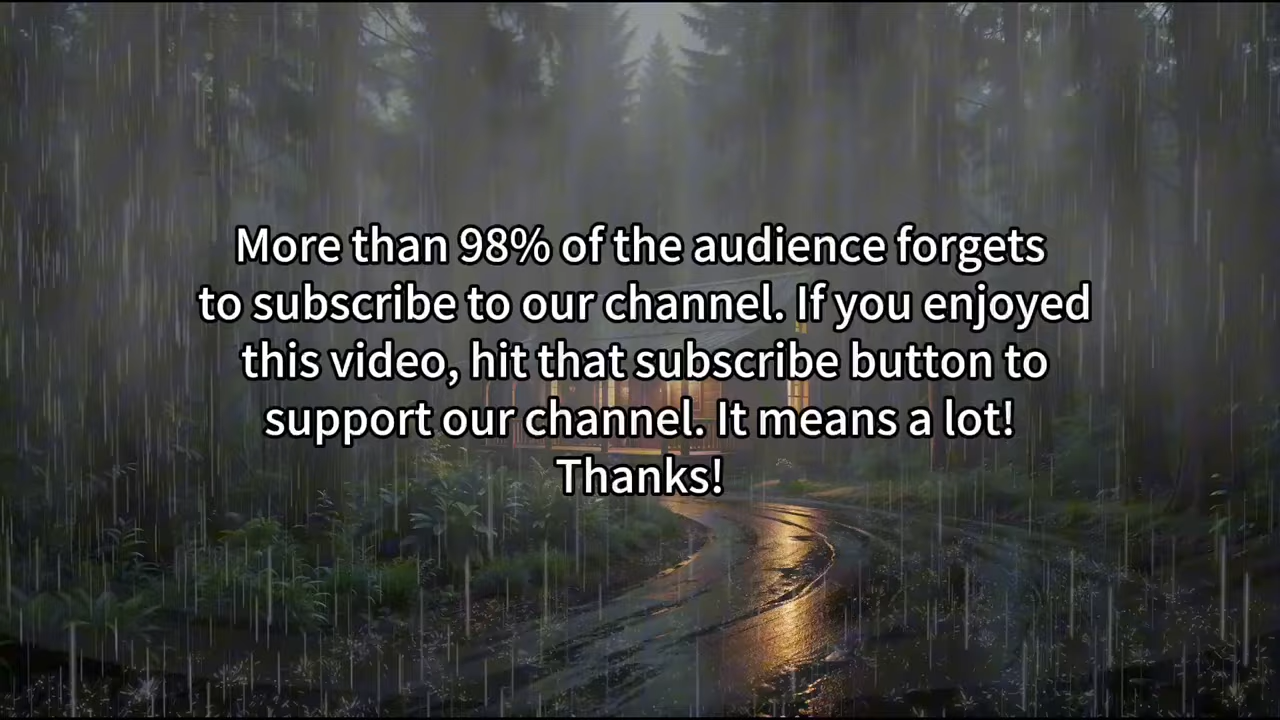 More than 98% of the audience forgets
to subscribe to our channel. If you enjoyed
this video, hit that subscribe button to
support our channel. It means a lot!
Thanks!